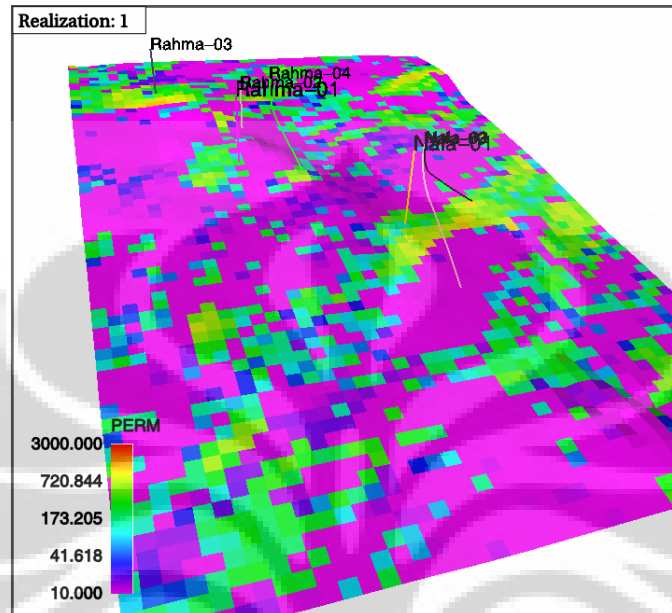 Realization: 1
Rahma-03
Rahma-04
Rahma-02
Rahma-01
Nala-01
PERM
3000.000
720.844
173.205
41.618
10.000